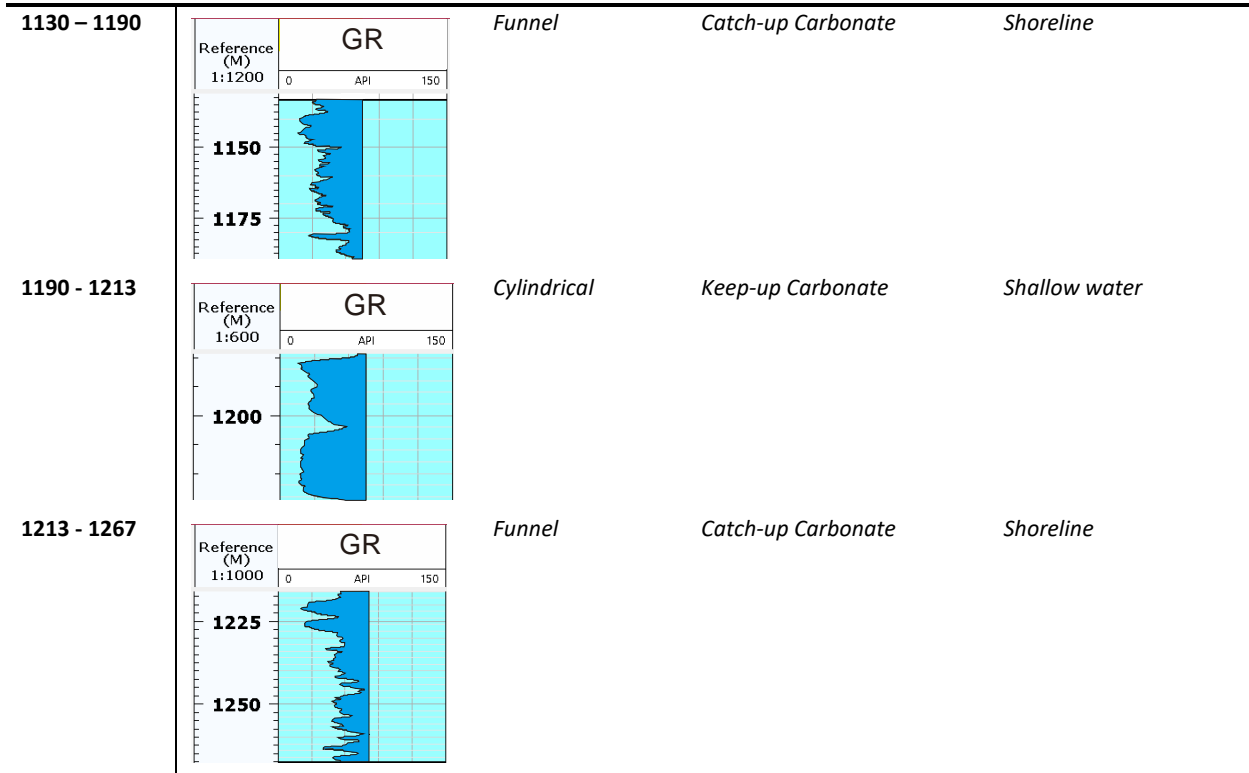 1130 – 1190
Reference
(M)
1:1200
GR
0 API 150
1150
1175
Funnel
Catch-up Carbonate
Shoreline
1190 - 1213
Reference
(M)
1:600
GR
0 API 150
1200
Cylindrical
Keep-up Carbonate
Shallow water
1213 - 1267
Reference
(M)
1:1000
GR
0 API 150
1225
1250
Funnel
Catch-up Carbonate
Shoreline